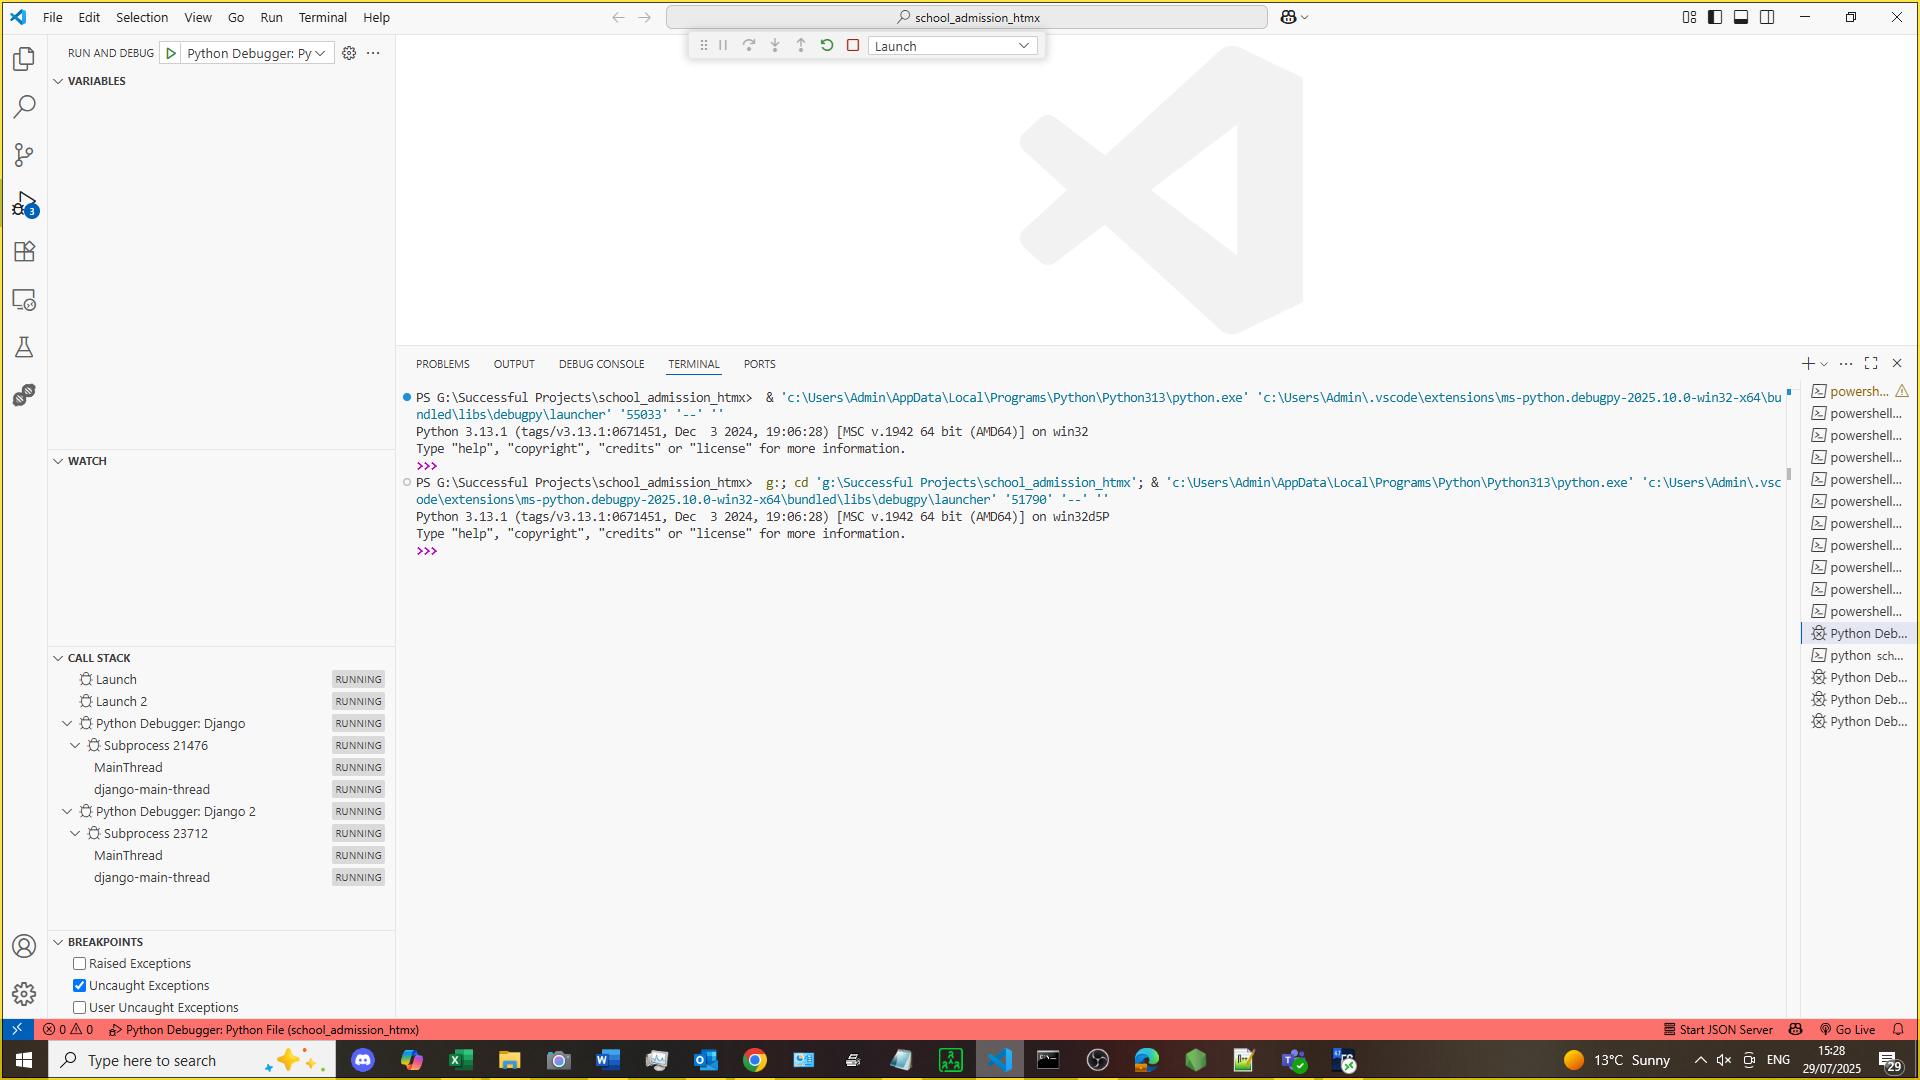 File Edit Selection View Go Run Terminal Help
school_admission_htmx
RUN AND DEBUG
Python Debugger: Py
Launch
VARIABLES
WATCH
CALL STACK
Launch RUNNING
Launch 2 RUNNING
Python Debugger: Django RUNNING
Subprocess 21476 RUNNING
MainThread RUNNING
django-main-thread RUNNING
Python Debugger: Django 2 RUNNING
Subprocess 23712 RUNNING
MainThread RUNNING
django-main-thread RUNNING
BREAKPOINTS
Raised Exceptions
Uncaught Exceptions
User Uncaught Exceptions
3
PROBLEMS OUTPUT DEBUG CONSOLE TERMINAL PORTS
PS G:\Successful Projects\school_admission_htmx>  & 'c:\Users\Admin\AppData\Local\Programs\Python\Python313\python.exe' 'c:\Users\Admin\.vscode\extensions\ms-python.debugpy-2025.10.0-win32-x64\bu
ndled\libs\debugpy\launcher' '55033' '--' ''
Python 3.13.1 (tags/v3.13.1:0671451, Dec  3 2024, 19:06:28) [MSC v.1942 64 bit (AMD64)] on win32
Type "help", "copyright", "credits" or "license" for more information.
>>>
PS G:\Successful Projects\school_admission_htmx>  g:; cd 'g:\Successful Projects\school_admission_htmx'; & 'c:\Users\Admin\AppData\Local\Programs\Python\Python313\python.exe' 'c:\Users\Admin\.vsc
ode\extensions\ms-python.debugpy-2025.10.0-win32-x64\bundled\libs\debugpy\launcher' '51790' '--' ''
Python 3.13.1 (tags/v3.13.1:0671451, Dec  3 2024, 19:06:28) [MSC v.1942 64 bit (AMD64)] on win32d5P
Type "help", "copyright", "credits" or "license" for more information.
>>>
powersh...
powershell...
powershell...
powershell...
powershell...
powershell...
powershell...
powershell...
powershell...
powershell...
powershell...
Python Deb...
python sch...
Python Deb...
Python Deb...
Python Deb...
0 0 Python Debugger: Python File (school_admission_htmx)
Start JSON Server Go Live
Type here to search
13°C Sunny
ENG
15:28
29/07/2025
29